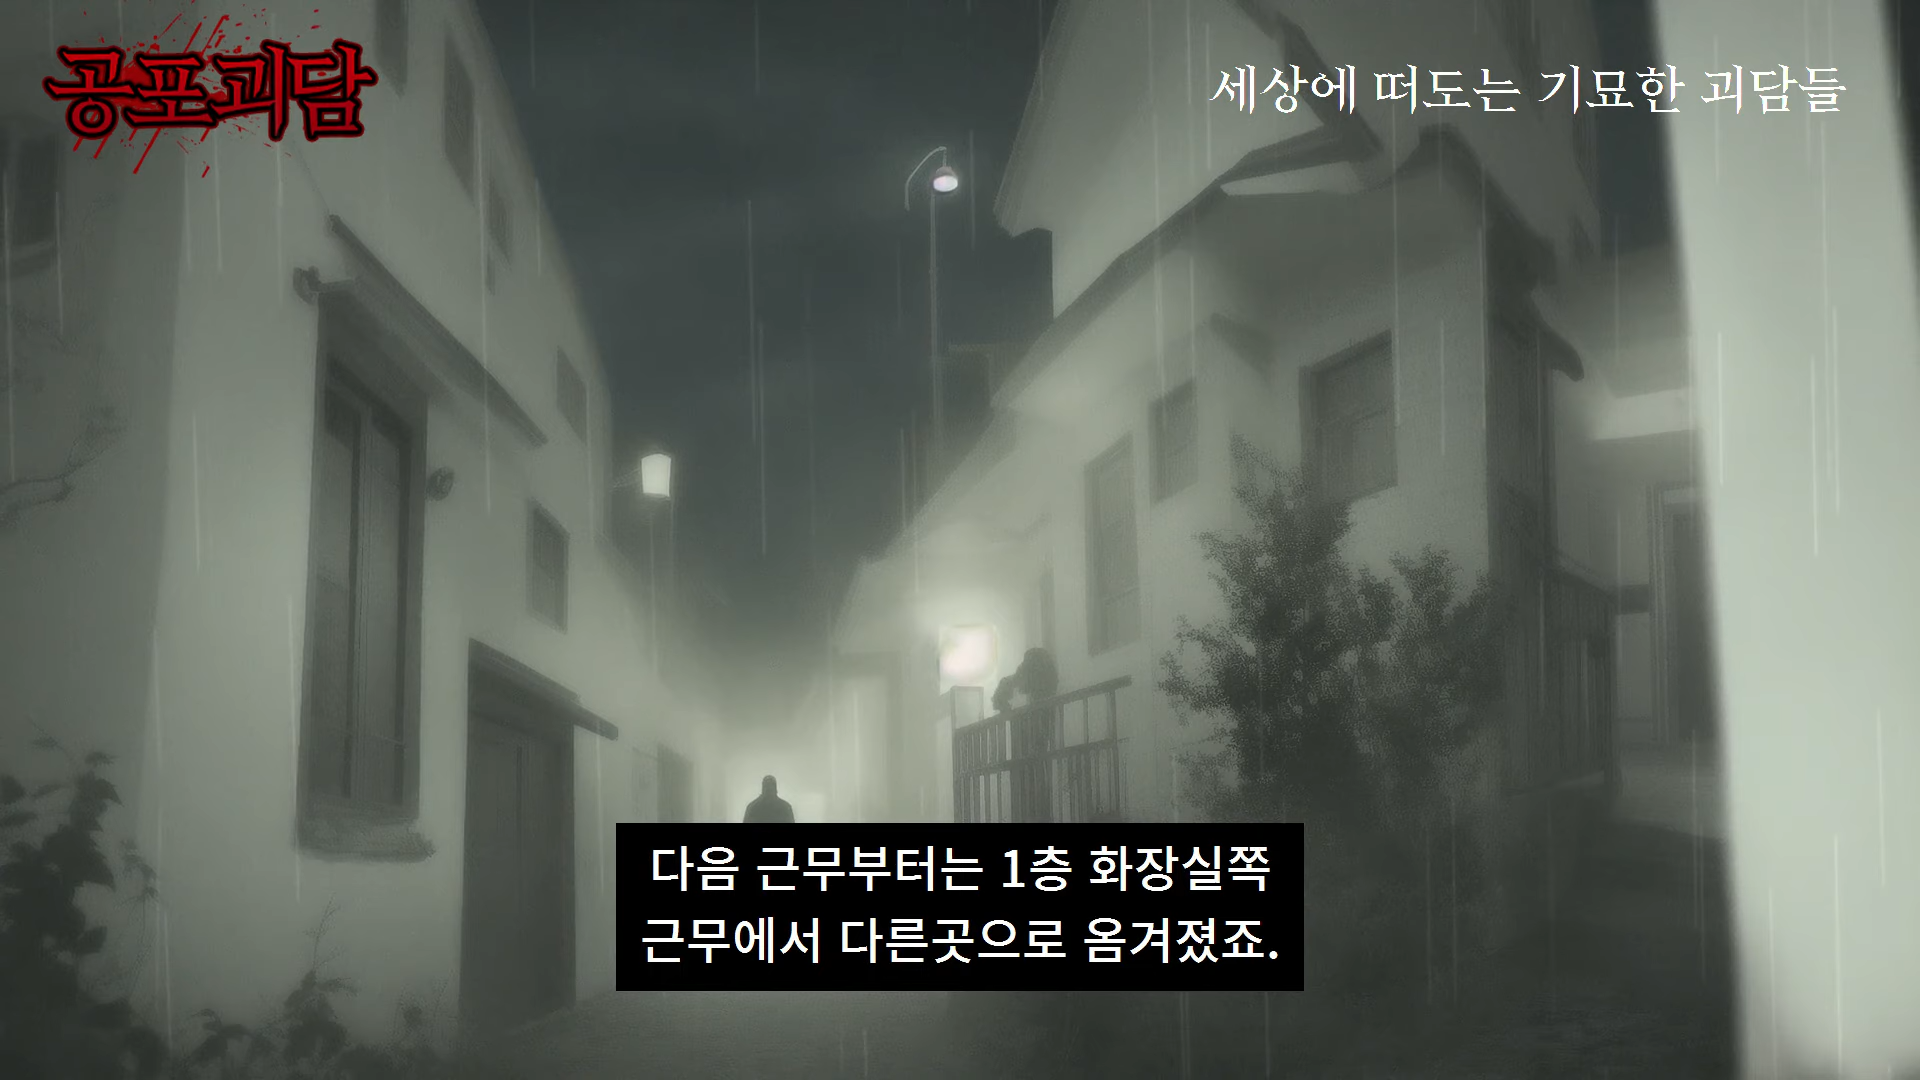 공포괴담
세상에 떠도는 기묘한 괴담들
다음 근무부터는 1층 화장실쪽
근무에서 다른곳으로 옮겨졌죠.